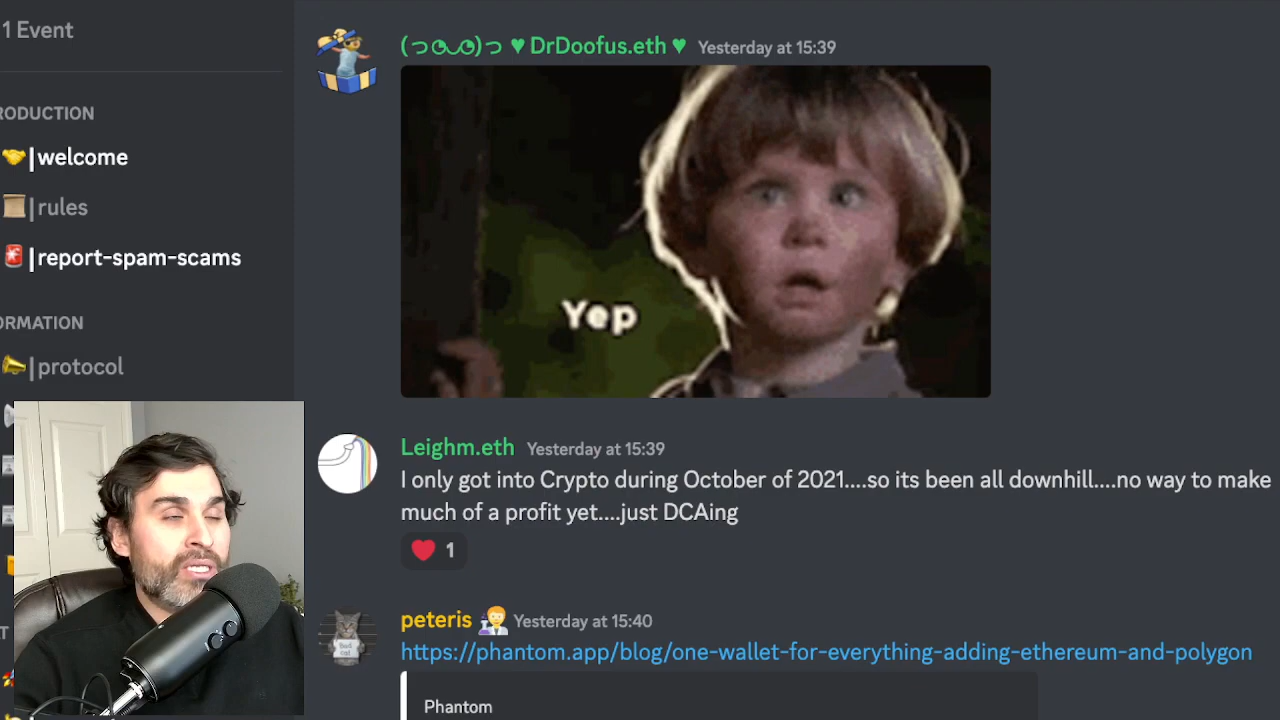 1 Event
RODUCTION
welcome
rules
report-spam-scams
ORMATION
protocol
T
(っ◔◡◔)っ ♥ DrDoofus.eth ♥ Yesterday at 15:39
Yep
Leighm.eth Yesterday at 15:39
I only got into Crypto during October of 2021....so its been all downhill....no way to make
much of a profit yet....just DCAing
❤️ 1
peteris Yesterday at 15:40
https://phantom.app/blog/one-wallet-for-everything-adding-ethereum-and-polygon
Phantom